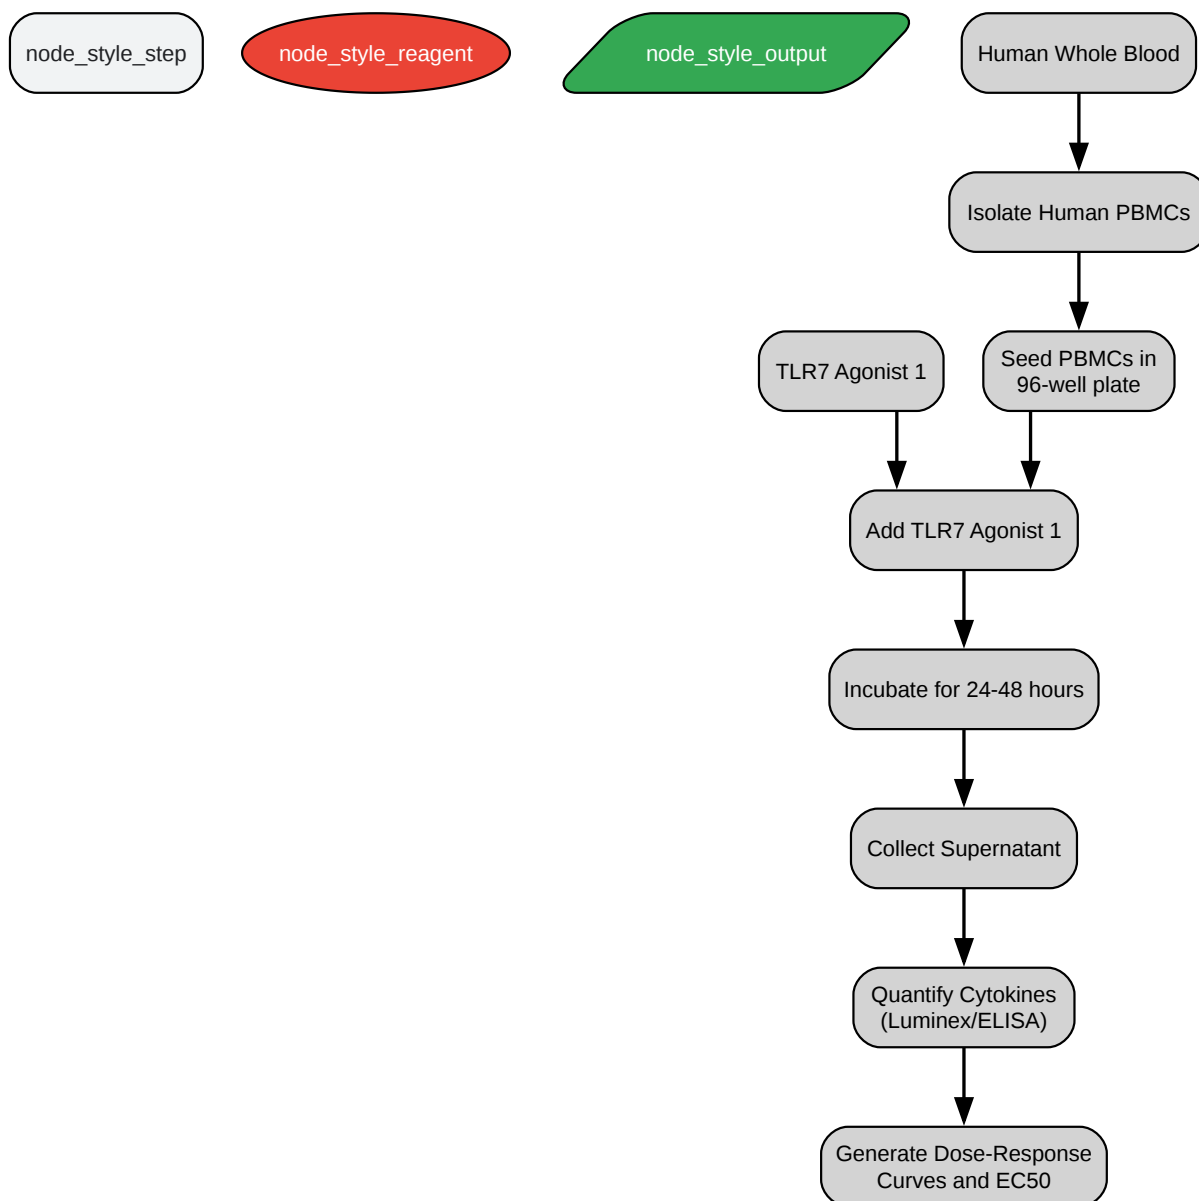 node_style_step
node_style_reagent
node_style_output
Human Whole Blood
Isolate Human PBMCs
TLR7 Agonist 1
Seed PBMCs in
96-well plate
Add TLR7 Agonist 1
Incubate for 24-48 hours
Collect Supernatant
Quantify Cytokines
(Luminex/ELISA)
Generate Dose-Response
Curves and EC50